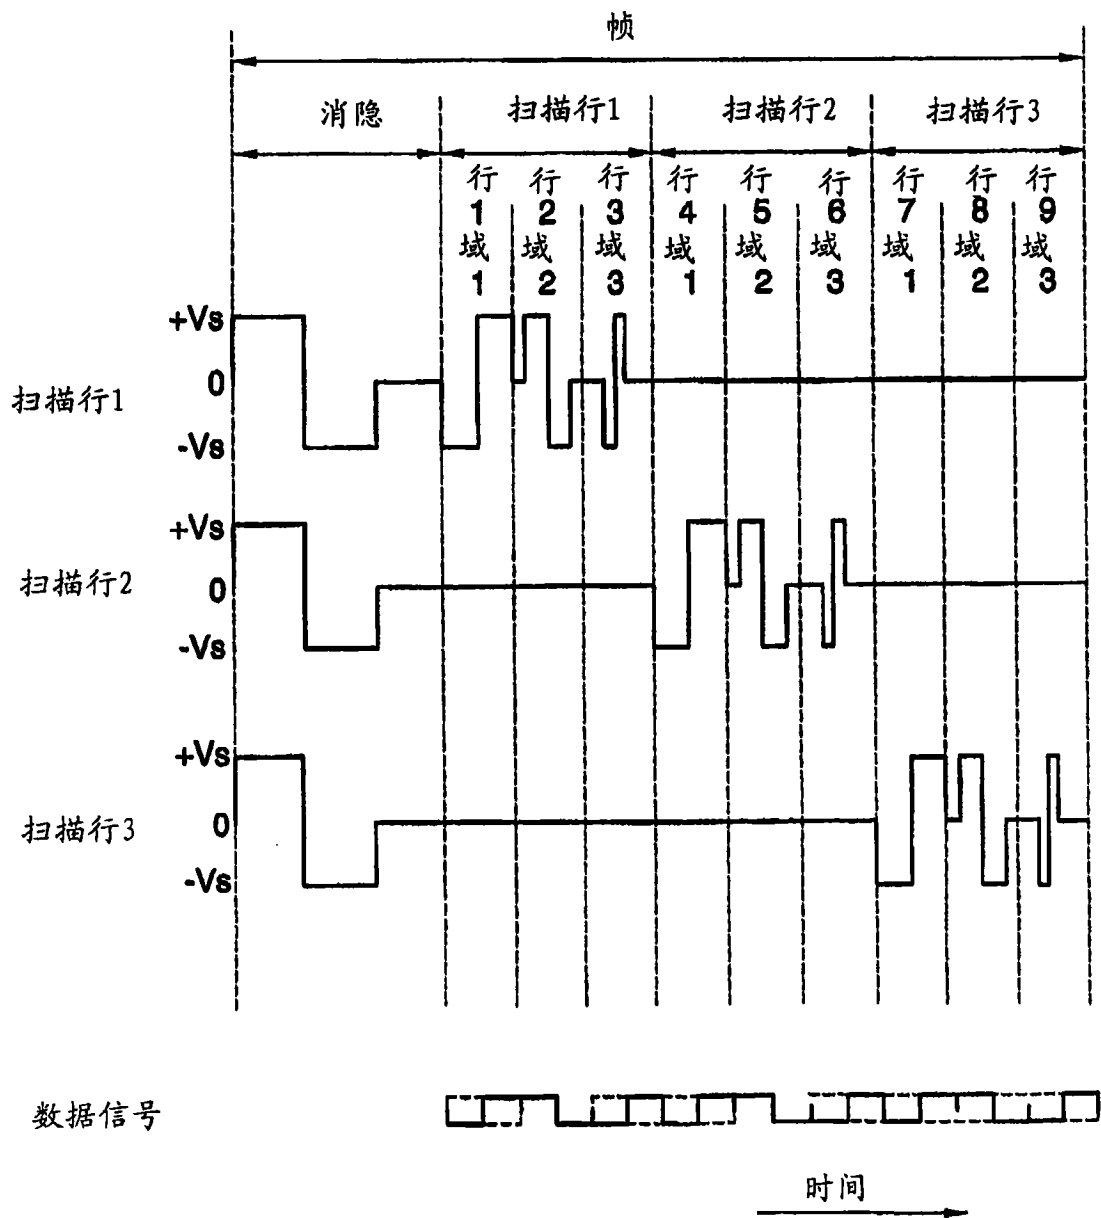 帧
消隐 扫描行1 扫描行2 扫描行3
行1域1 行2域2 行3域3 行4域1 行5域2 行6域3 行7域1 行8域2 行9域3
+Vs
0
扫描行1
-Vs
+Vs
扫描行2
0
-Vs
+Vs
扫描行3
0
-Vs
数据信号
时间